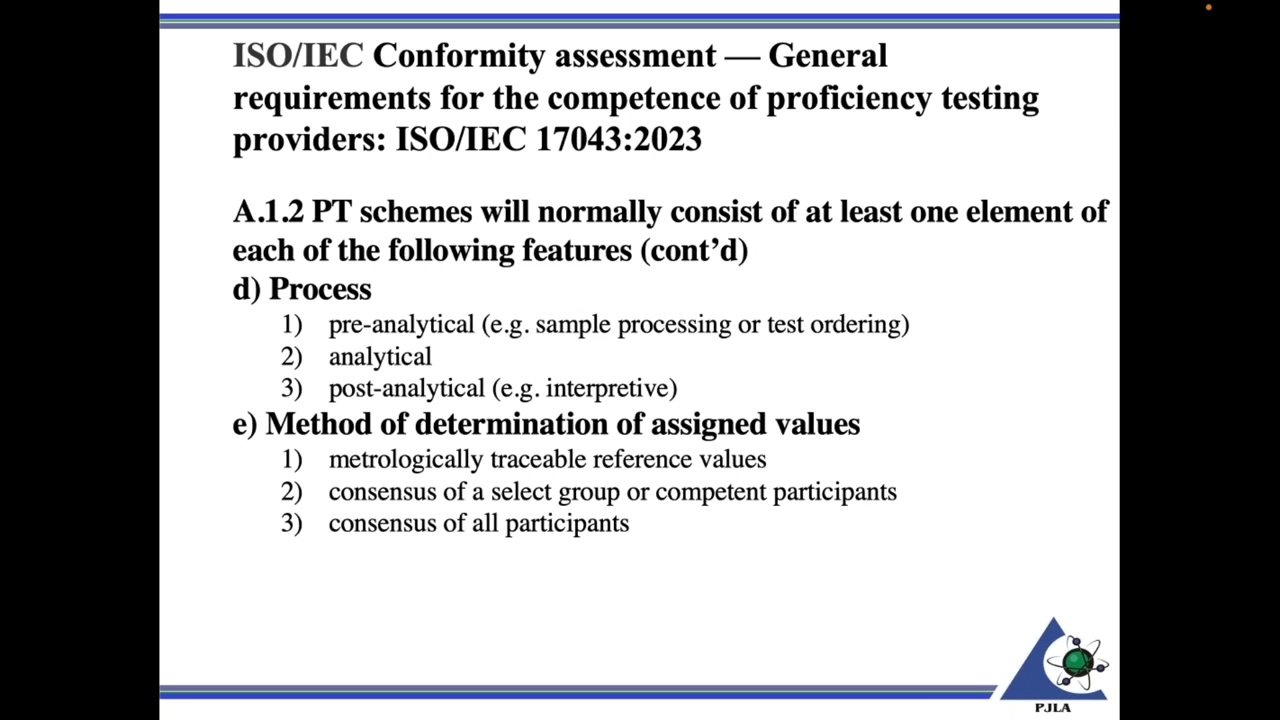 ISO/IEC Conformity assessment — General
requirements for the competence of proficiency testing
providers: ISO/IEC 17043:2023
A.1.2 PT schemes will normally consist of at least one element of
each of the following features (cont’d)
d) Process
1) pre-analytical (e.g. sample processing or test ordering)
2) analytical
3) post-analytical (e.g. interpretive)
e) Method of determination of assigned values
1) metrologically traceable reference values
2) consensus of a select group or competent participants
3) consensus of all participants
PJLA